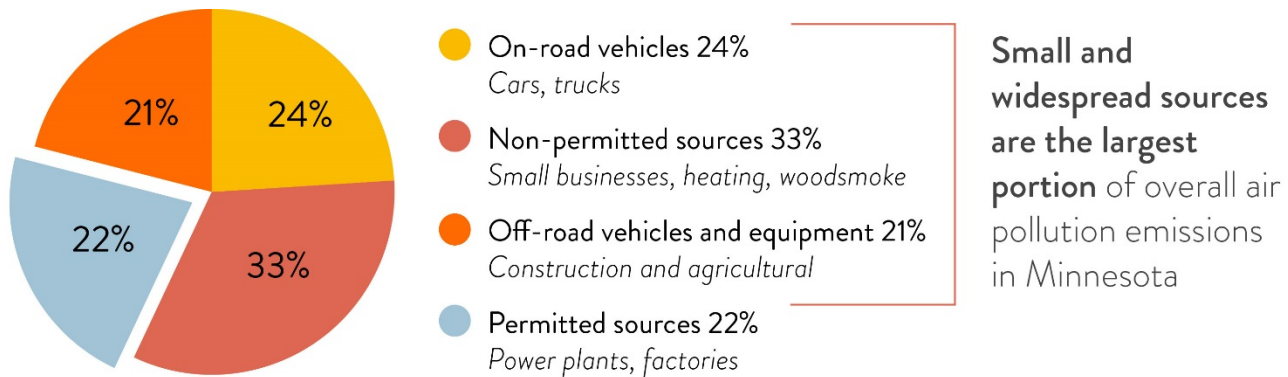 21%
24%
22%
33%
On-road vehicles 24%
Cars, trucks
Non-permitted sources 33%
Small businesses, heating, woodsmoke
Off-road vehicles and equipment 21%
Construction and agricultural
Permitted sources 22%
Power plants, factories
Small and
widespread sources
are the largest
portion of overall air
pollution emissions
in Minnesota